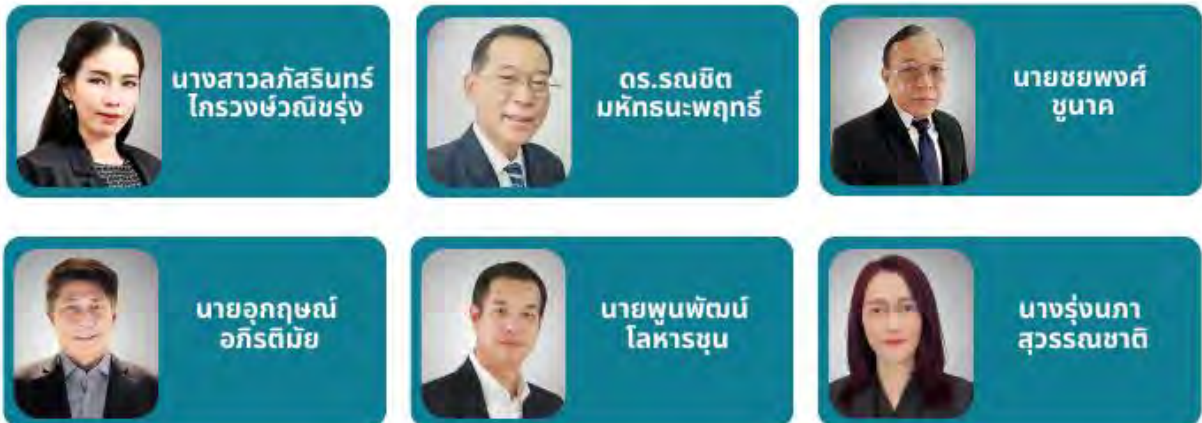 นางสาวลภัสรินทร์
ไกรวงษ์วณิชรุ่ง
ดร.รณชิต
มหัทธนะพฤทธิ์
นายชยพงศ์
ชูนาค
นายอุกฤษณ์
อภิรติมัย
นายพูนพัฒน์
โลหารชุน
นางรุ่งนภา
สุวรรณชาติ